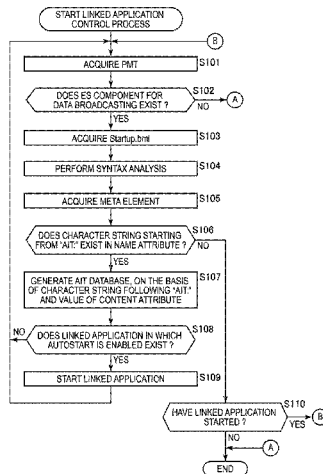 START LINKED APPLICATION
CONTROL PROCESS
B
S101
ACQUIRE PMT
S102
DOES ES COMPONENT FOR
DATA BROADCASTING EXIST ?
NO
A
YES
S103
ACQUIRE Startup.bml
S104
PERFORM SYNTAX ANALYSIS
S105
ACQUIRE META ELEMENT
S106
DOES CHARACTER STRING STARTING
FROM "AIT." EXIST IN NAME ATTRIBUTE ?
NO
YES
S107
GENERATE AIT DATABASE, ON THE BASIS
OF CHARACTER STRING FOLLOWING "AIT."
AND VALUE OF CONTENT ATTRIBUTE
S108
NO
DOES LINKED APPLICATION IN WHICH
AUTOSTART IS ENABLED EXIST ?
YES
S109
START LINKED APPLICATION
S110
HAVE LINKED APPLICATION
STARTED ?
YES
B
NO
A
END